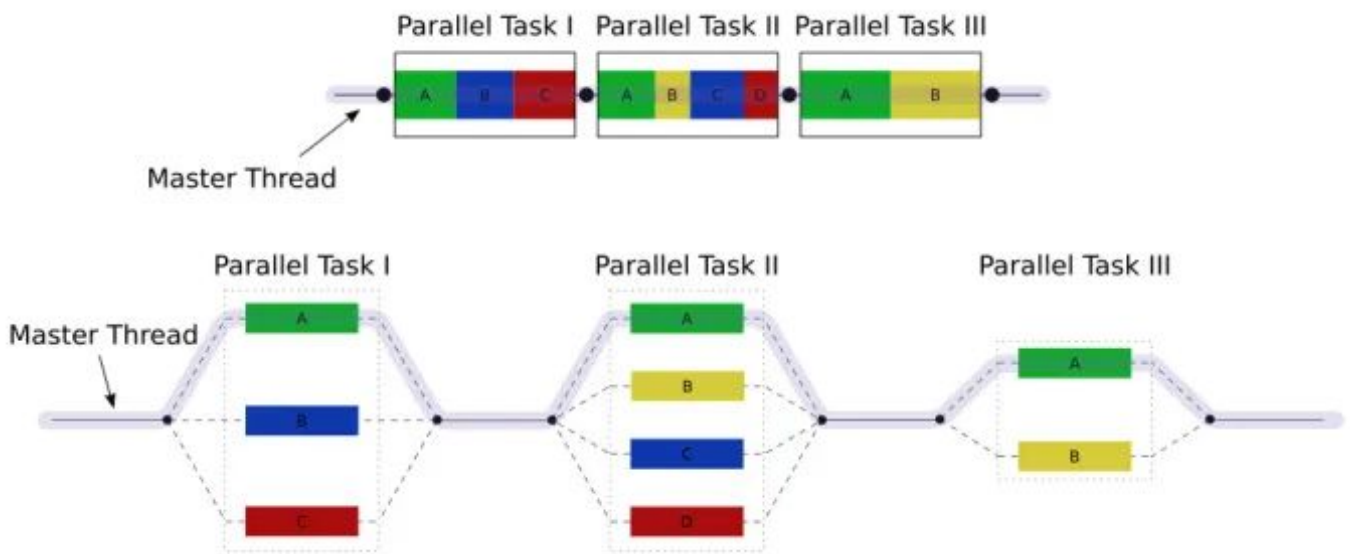 Parallel Task I Parallel Task II Parallel Task III
A B C A B C D A B
Master Thread
Parallel Task I Parallel Task II Parallel Task III
A A
Master Thread
A
B
B
C
B
C D